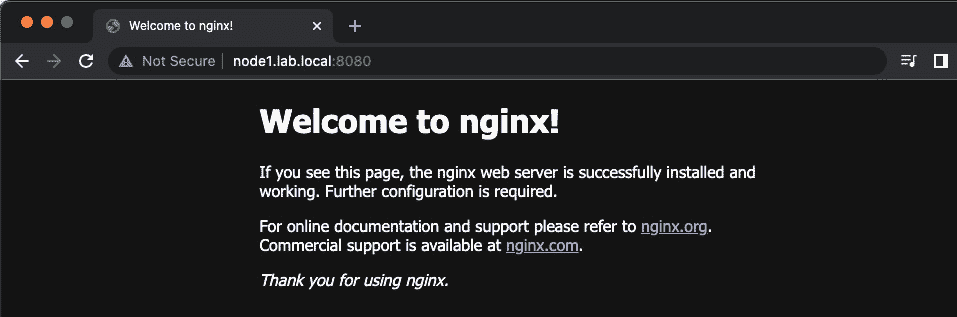 Welcome to nginx!
Not Secure | node1.lab.local:8080
Welcome to nginx!
If you see this page, the nginx web server is successfully installed and
working. Further configuration is required.
For online documentation and support please refer to nginx.org.
Commercial support is available at nginx.com.
Thank you for using nginx.